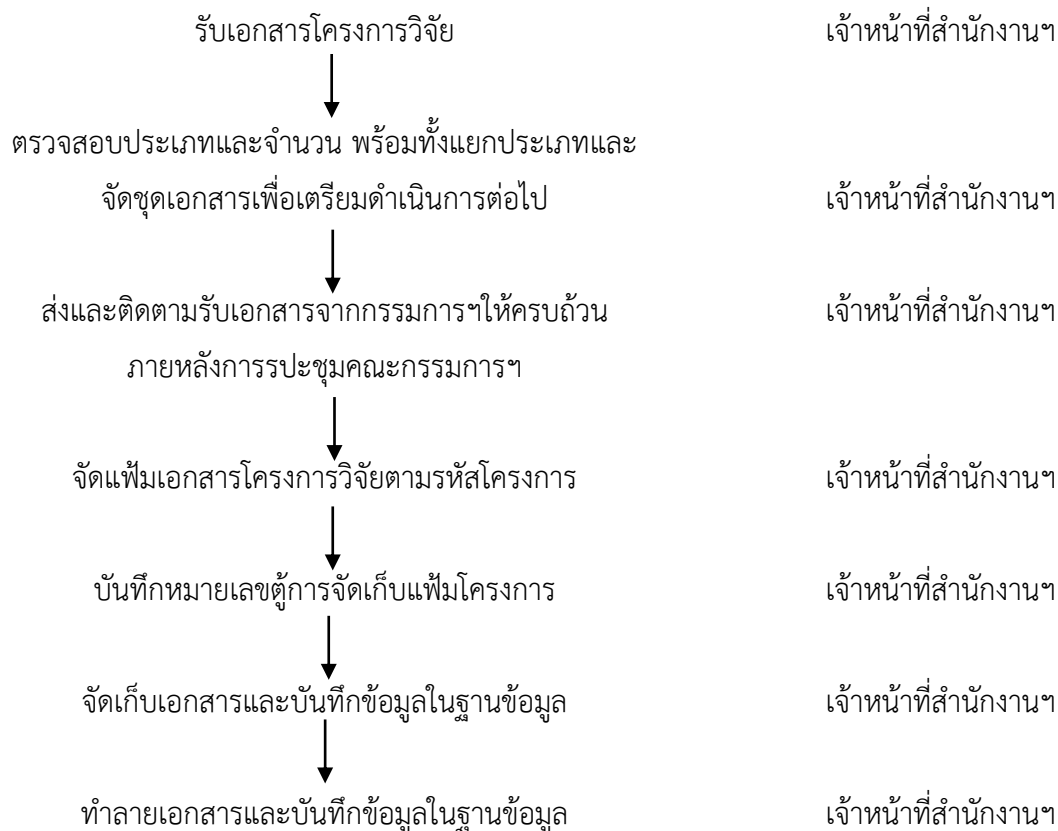 รับเอกสารโครงการวิจัย เจ้าหน้าที่สำนักงานฯ
ตรวจสอบประเภทและจำนวน พร้อมทั้งแยกประเภทและ
จัดชุดเอกสารเพื่อเตรียมดำเนินการต่อไป เจ้าหน้าที่สำนักงานฯ
ส่งและติดตามรับเอกสารจากกรรมการฯให้ครบถ้วน เจ้าหน้าที่สำนักงานฯ
ภายหลังการรปะชุมคณะกรรมการฯ
จัดแฟ้มเอกสารโครงการวิจัยตามรหัสโครงการ เจ้าหน้าที่สำนักงานฯ
บันทึกหมายเลขตู้การจัดเก็บแฟ้มโครงการ เจ้าหน้าที่สำนักงานฯ
จัดเก็บเอกสารและบันทึกข้อมูลในฐานข้อมูล เจ้าหน้าที่สำนักงานฯ
ทำลายเอกสารและบันทึกข้อมูลในฐานข้อมูล เจ้าหน้าที่สำนักงานฯ